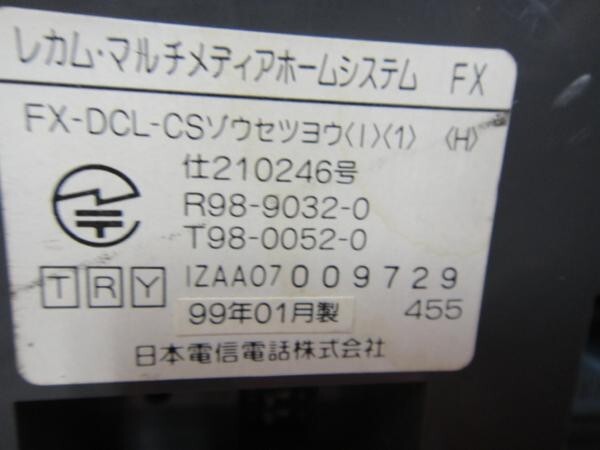 レカム・マルチメディアホームシステム FX
FX-DCL-CSゾウセツヨウ〈I〉〈1〉 〈H〉
仕210246号
R98-9032-0
T98-0052-0
TRY IZAA07009729
99年01月製 455
日本電信電話株式会社